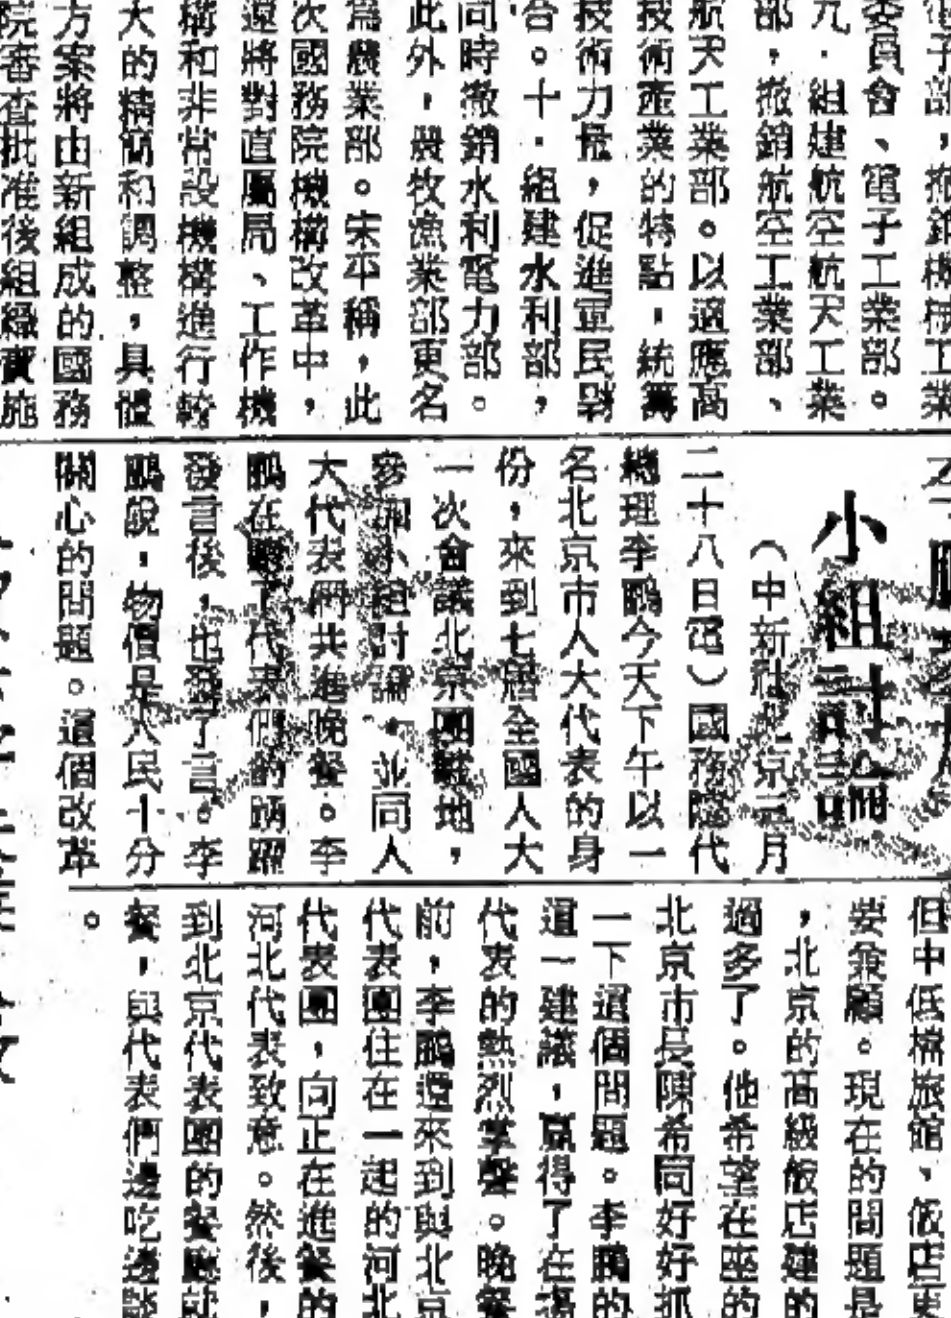 電子部，撤銷機械工業
委員會、電子工業部。
九．組建航空航天工業
部，撤銷航空工業部、
航天工業部。以適應高
技術產業的特點，統籌
技術力量，促進軍民
合。十．組建水利部，
同時撤銷水利電力部。
此外，農牧漁業部更名
為農業部。宋平稱，此
次國務院機構改革中，
還將對直屬局、工作機
構和非常設機構進行較
大的精簡和調整，具體
方案將由新組成的國務
院審查批准後組織實施
小組討論
（中新社北京三月
二十八日電）國務院代
總理李鵬今天下午以一
名北京市人大代表的身
份，來到七屆全國人大
一次會議北京團駐地，
參加小組討論，並同人
大代表們共進晚餐。李
鵬在聽了代表們的踴躍
發言後，也發了言。李
鵬說，物價是人民十分
關心的問題。這個改革
但中低檔旅館、飯店更
要兼顧。現在的問題是
，北京的高級飯店建的
過多了。他希望在座的
北京市長陳希同好好抓
一下這個問題。李鵬的
這一建議，贏得了在場
代表的熱烈掌聲。晚餐
前，李鵬還來到與北京
代表團住在一起的河北
代表團，向正在進餐的
河北代表致意。然後，
到北京代表團的餐廳就
餐，與代表們邊吃邊談
。